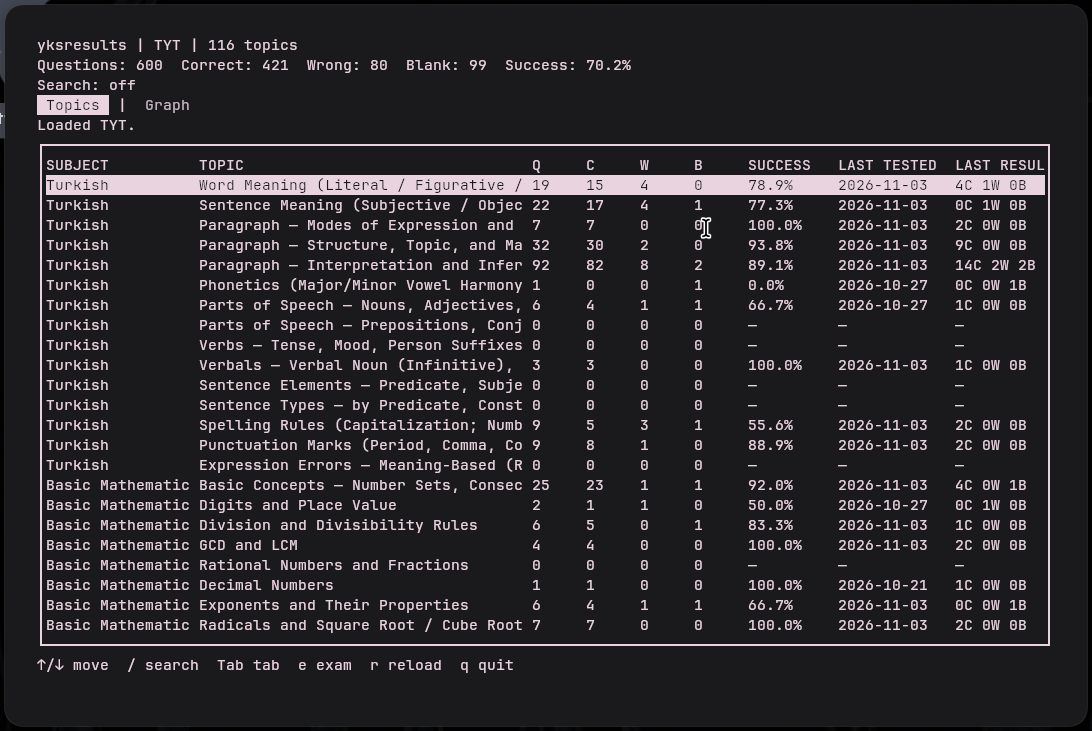 yksresults | TYT | 116 topics
Questions: 600  Correct: 421  Wrong: 80  Blank: 99  Success: 70.2%
Search: off
Topics |  Graph
Loaded TYT.
SUBJECT          TOPIC                                Q     C     W     B     SUCCESS   LAST TESTED  LAST RESUL
Turkish          Word Meaning (Literal / Figurative / 19    15    4     0     78.9%     2026-11-03   4C 1W 0B
Turkish          Sentence Meaning (Subjective / Objec 22    17    4     1     77.3%     2026-11-03   0C 1W 0B
Turkish          Paragraph — Modes of Expression and  7     7     0     0     100.0%    2026-11-03   2C 0W 0B
Turkish          Paragraph — Structure, Topic, and Ma 32    30    2     0     93.8%     2026-11-03   9C 0W 0B
Turkish          Paragraph — Interpretation and Infer 92    82    8     2     89.1%     2026-11-03   14C 2W 2B
Turkish          Phonetics (Major/Minor Vowel Harmony 1     0     0     1     0.0%      2026-10-27   0C 0W 1B
Turkish          Parts of Speech — Nouns, Adjectives, 6     4     1     1     66.7%     2026-10-27   1C 0W 0B
Turkish          Parts of Speech — Prepositions, Conj 0     0     0     0     —         —            —
Turkish          Verbs — Tense, Mood, Person Suffixes 0     0     0     0     —         —            —
Turkish          Verbals — Verbal Noun (Infinitive),  3     3     0     0     100.0%    2026-11-03   1C 0W 0B
Turkish          Sentence Elements — Predicate, Subje 0     0     0     0     —         —            —
Turkish          Sentence Types — by Predicate, Const 0     0     0     0     —         —            —
Turkish          Spelling Rules (Capitalization; Numb 9     5     3     1     55.6%     2026-11-03   2C 0W 0B
Turkish          Punctuation Marks (Period, Comma, Co 9     8     1     0     88.9%     2026-11-03   2C 0W 0B
Turkish          Expression Errors — Meaning-Based (R 0     0     0     0     —         —            —
Basic Mathematic Basic Concepts — Number Sets, Consec 25    23    1     1     92.0%     2026-11-03   4C 0W 1B
Basic Mathematic Digits and Place Value               2     1     1     0     50.0%     2026-10-27   0C 1W 0B
Basic Mathematic Division and Divisibility Rules      6     5     0     1     83.3%     2026-11-03   1C 0W 0B
Basic Mathematic GCD and LCM                          4     4     0     0     100.0%    2026-11-03   2C 0W 0B
Basic Mathematic Rational Numbers and Fractions       0     0     0     0     —         —            —
Basic Mathematic Decimal Numbers                      1     1     0     0     100.0%    2026-10-21   1C 0W 0B
Basic Mathematic Exponents and Their Properties       6     4     1     1     66.7%     2026-11-03   0C 0W 1B
Basic Mathematic Radicals and Square Root / Cube Root 7     7     0     0     100.0%    2026-11-03   2C 0W 0B
↑/↓ move  / search  Tab tab  e exam  r reload  q quit